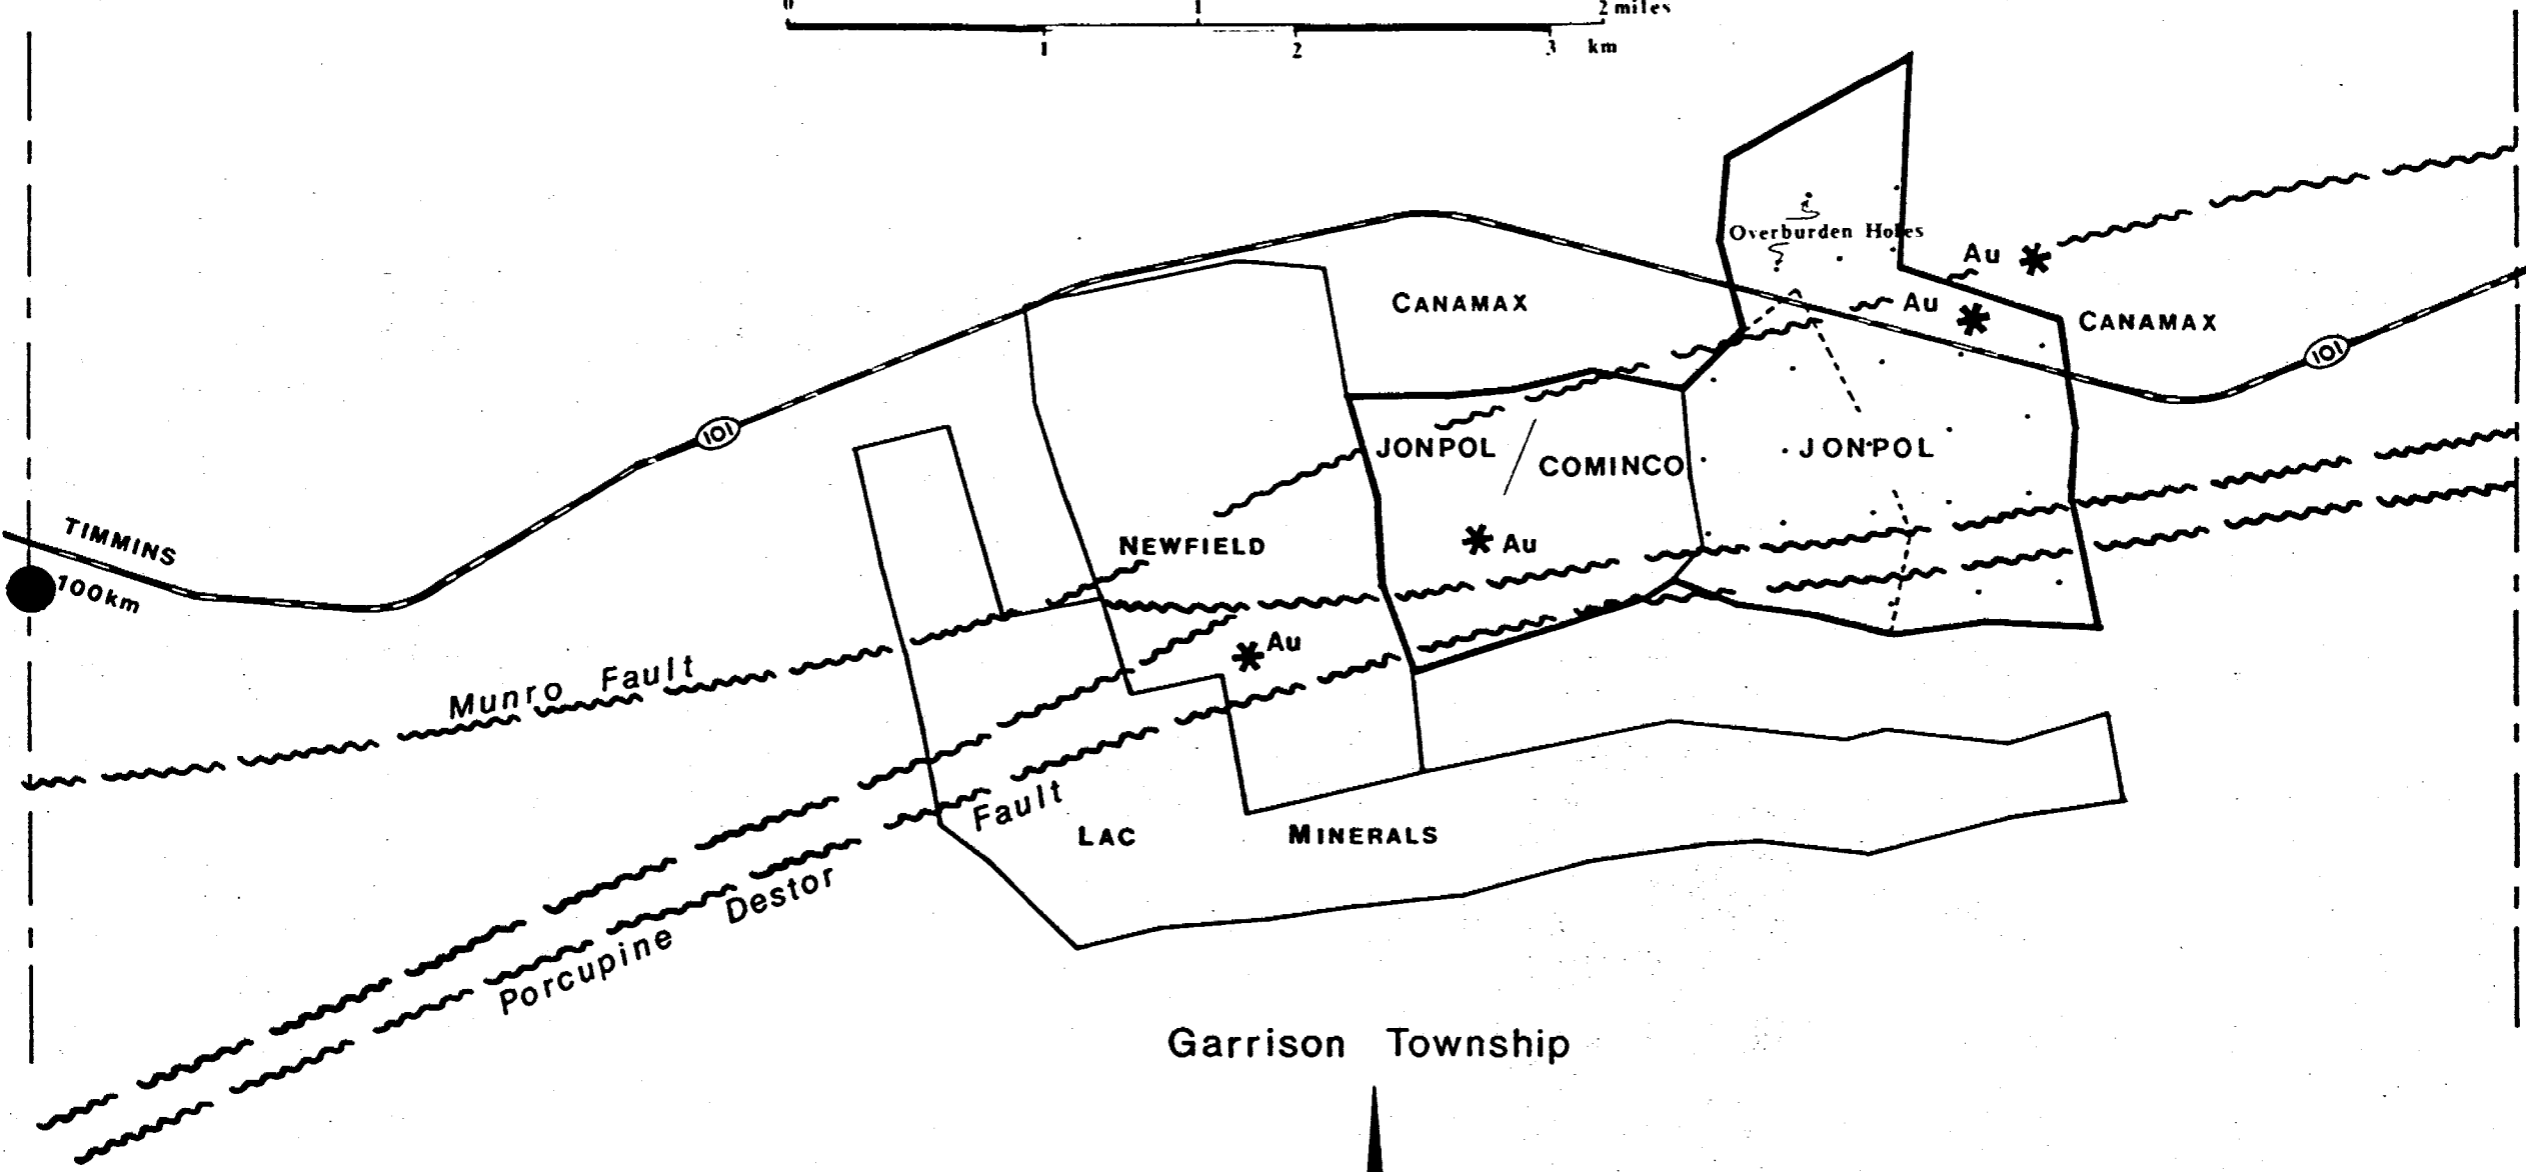 0 1 2 miles
1 2 3 km
Overburden Holes
Au
Au
CANAMAX
CANAMAX
101
101
JONPOL / COMINCO
JONPOL
TIMMINS
100km
NEWFIELD
Au
Au
Munro Fault
Porcupine Destor Fault
LAC MINERALS
Garrison Township